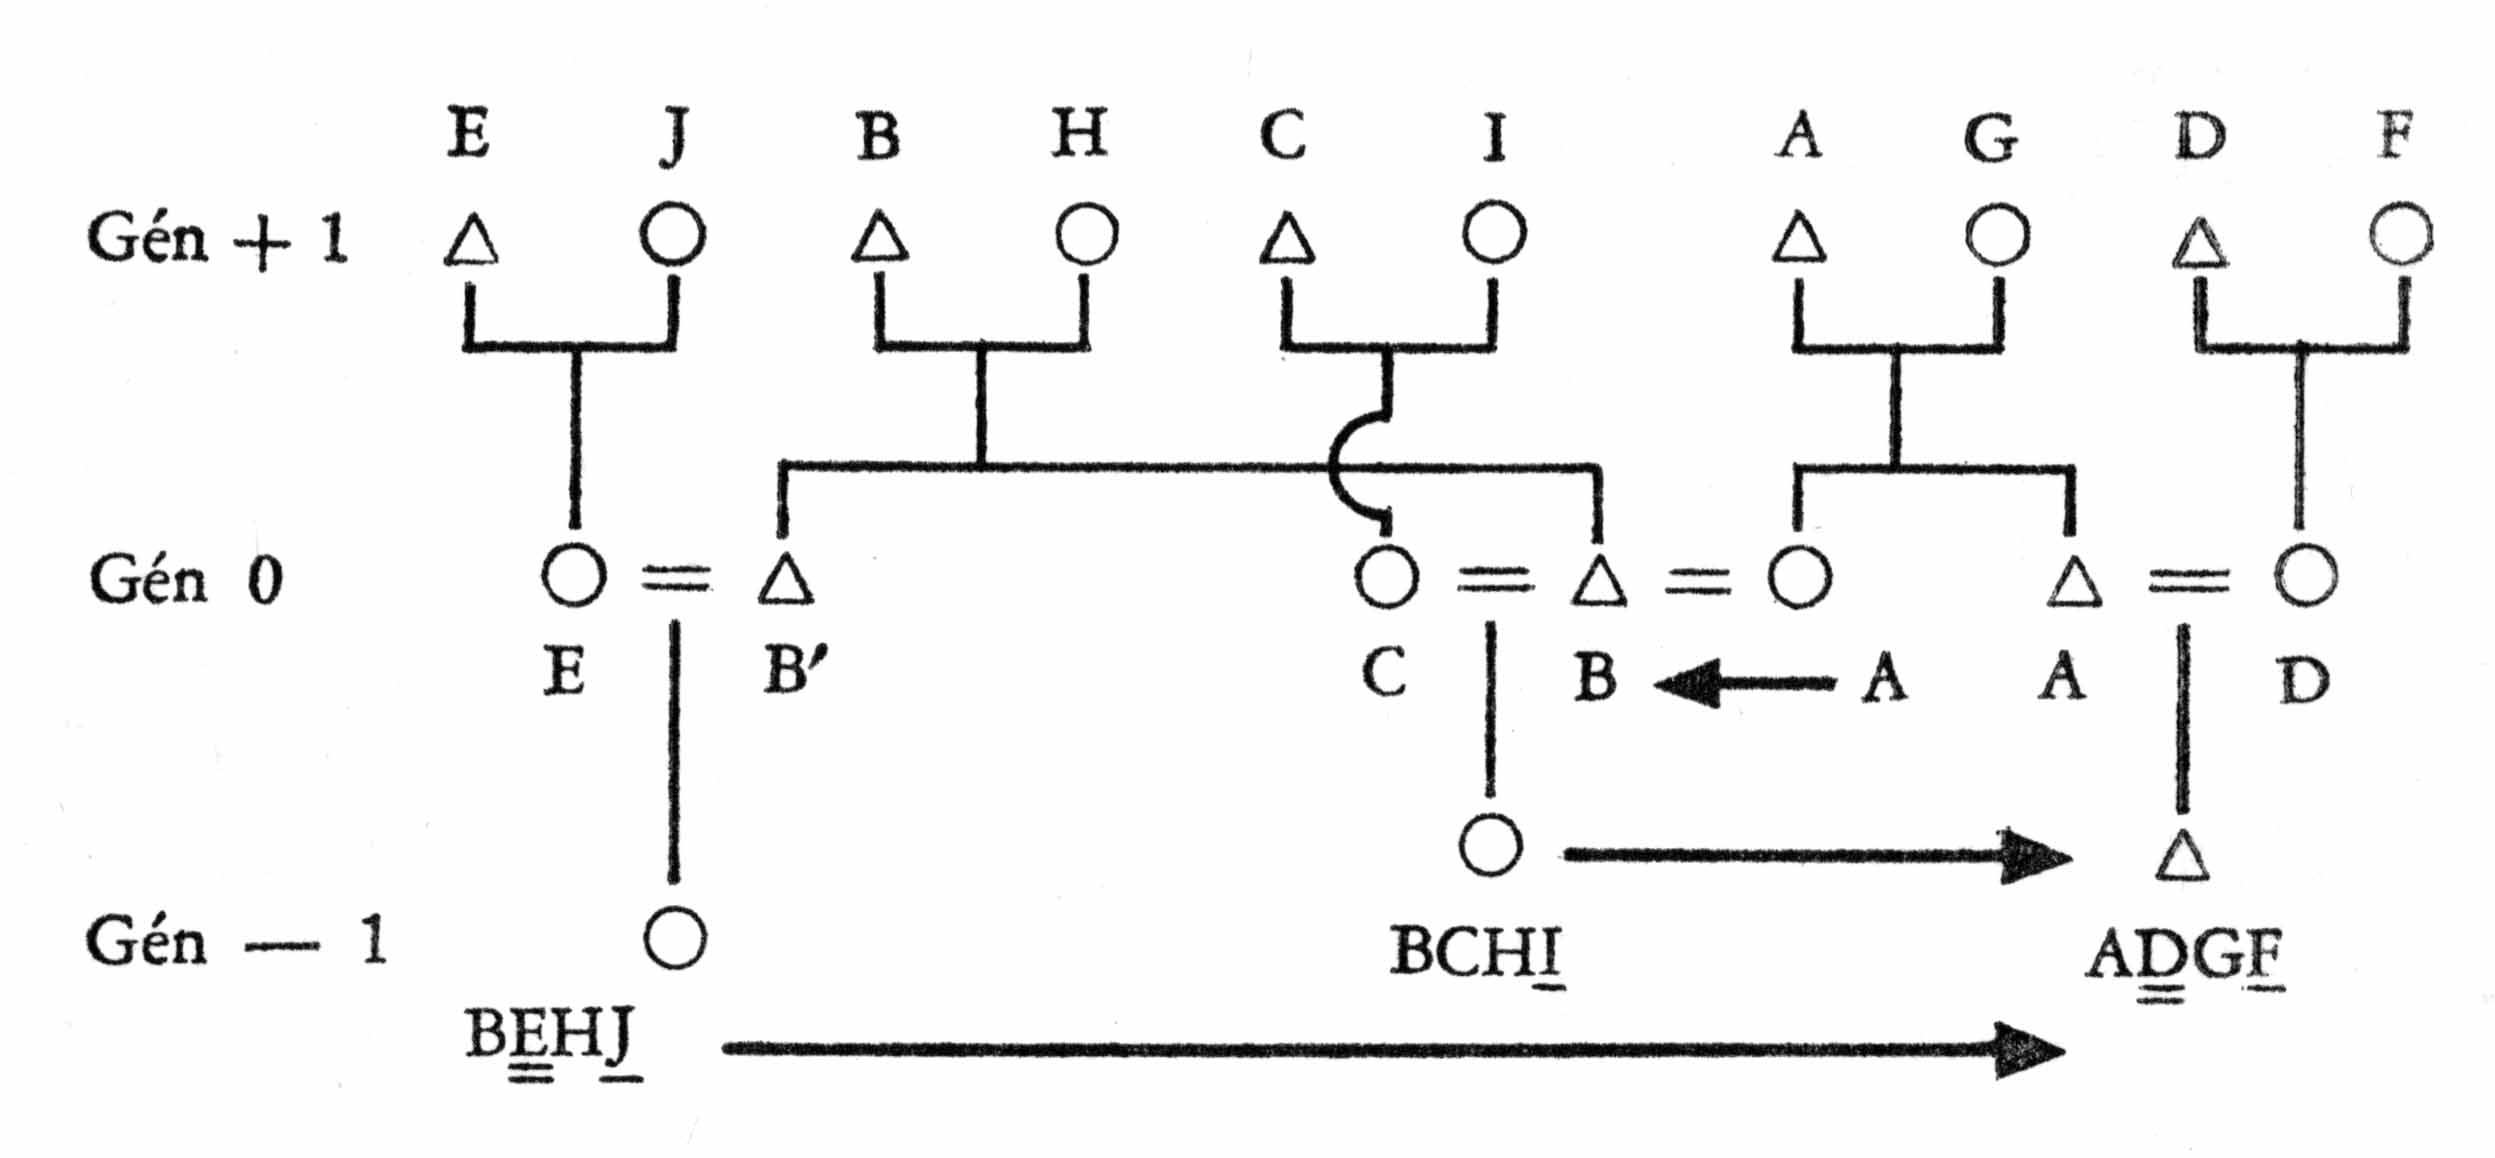 E J B H C I A G D F
Gén + 1
Gén 0
E B′ C B A A D
Gén — 1
BCHI ADGF
BEHJ